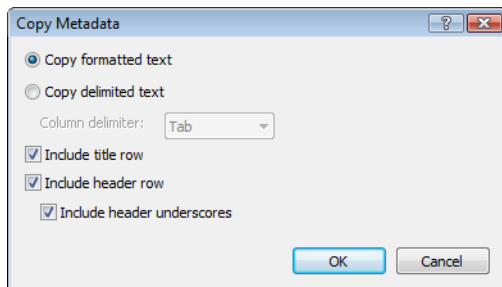 Copy Metadata
Copy formatted text
Copy delimited text
Column delimiter: Tab
Include title row
Include header row
Include header underscores
OK Cancel